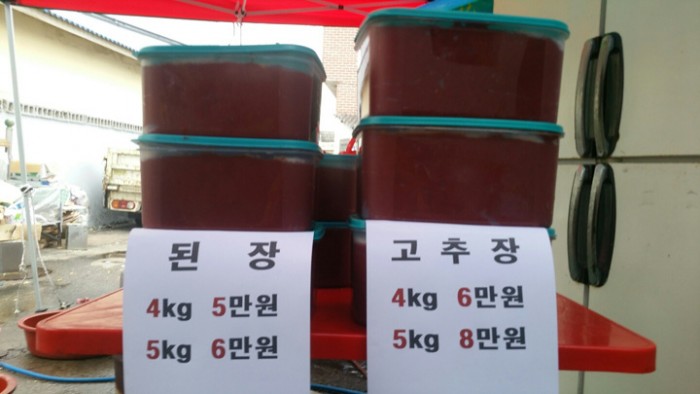 된 장
4kg 5만원
5kg 6만원
고 추 장
4kg 6만원
5kg 8만원